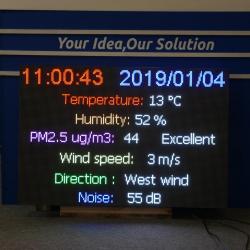 Your Idea,Our Solution
11:00:43 2019/01/04
Temperature: 13 °C
Humidity: 52 %
PM2.5 ug/m3: 44 Excellent
Wind speed: 3 m/s
Direction : West wind
Noise: 55 dB